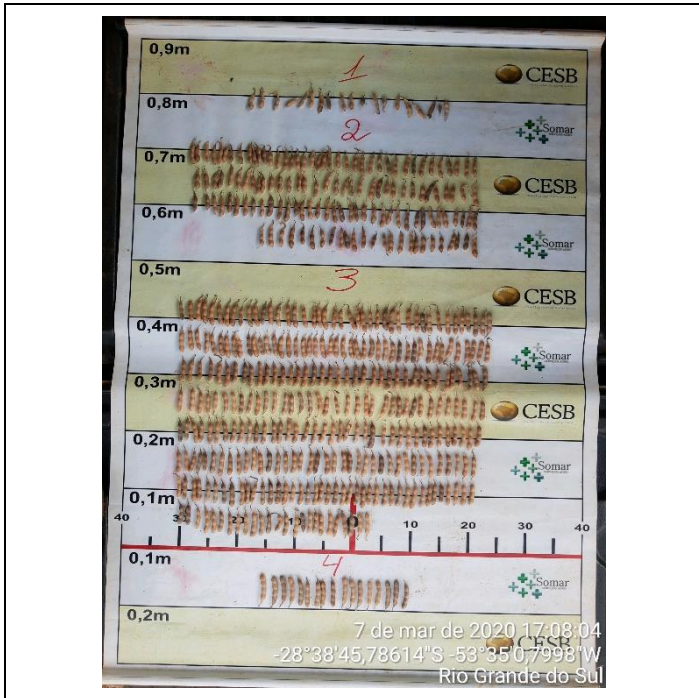 0,9m
1
CESB
0,8m
Somar
2
0,7m
CESB
0,6m
Somar
0,5m
3
CESB
0,4m
Somar
0,3m
CESB
0,2m
Somar
0,1m
40 30 20 10 0 10 20 30 40
0,1m
4
Somar
0,2m
CESB
7 de mar de 2020 17:08:04
-28°38'45,78614"S -53°35'0,7998"W
Rio Grande do Sul